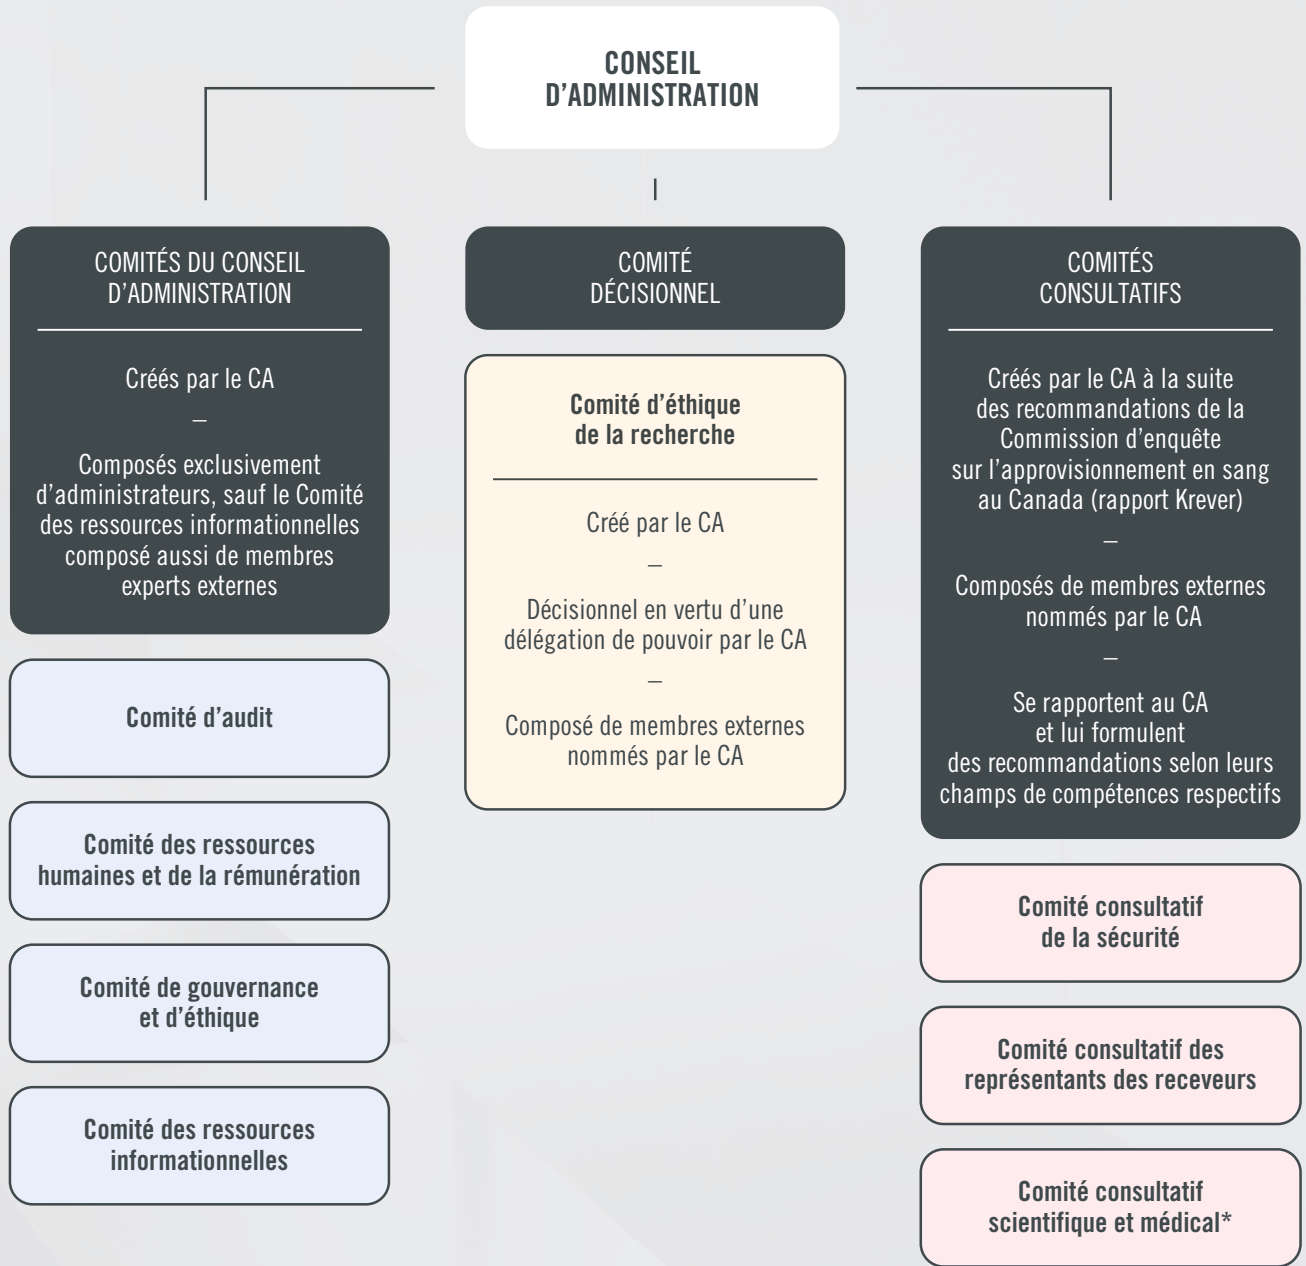 CONSEIL
D’ADMINISTRATION
COMITÉS DU CONSEIL
D’ADMINISTRATION
Créés par le CA
–
Composés exclusivement
d’administrateurs, sauf le Comité
des ressources informationnelles
composé aussi de membres
experts externes
Comité d’audit
Comité des ressources
humaines et de la rémunération
Comité de gouvernance
et d’éthique
Comité des ressources
informationnelles
COMITÉ
DÉCISIONNEL
Comité d’éthique
de la recherche
Créé par le CA
–
Décisionnel en vertu d’une
délégation de pouvoir par le CA
–
Composé de membres externes
nommés par le CA
COMITÉS
CONSULTATIFS
Créés par le CA à la suite
des recommandations de la
Commission d’enquête
sur l’approvisionnement en sang
au Canada (rapport Krever)
–
Composés de membres externes
nommés par le CA
–
Se rapportent au CA
et lui formulent
des recommandations selon leurs
champs de compétences respectifs
Comité consultatif
de la sécurité
Comité consultatif des
représentants des receveurs
Comité consultatif
scientifique et médical*